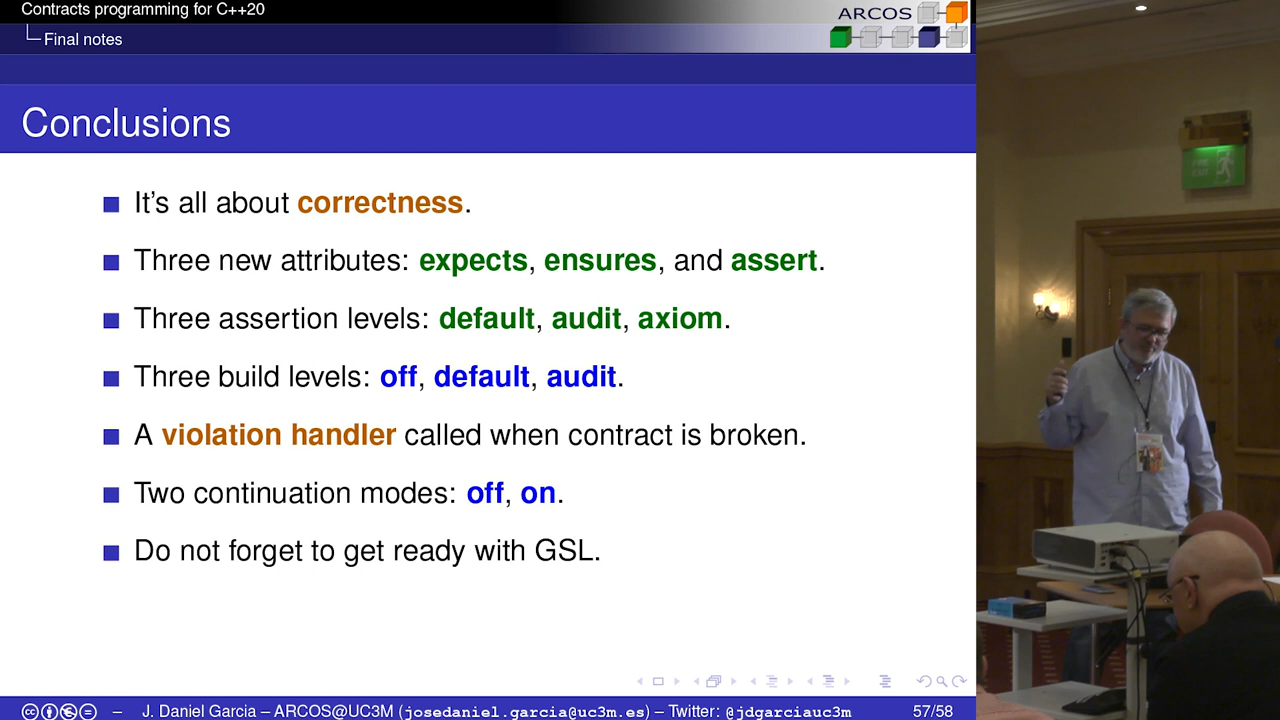 Contracts programming for C++20
Final notes
ARCOS
Conclusions
It's all about correctness.
Three new attributes: expects, ensures, and assert.
Three assertion levels: default, audit, axiom.
Three build levels: off, default, audit.
A violation handler called when contract is broken.
Two continuation modes: off, on.
Do not forget to get ready with GSL.
– J. Daniel Garcia – ARCOS@UC3M (josedaniel.garcia@uc3m.es) – Twitter: @jdgarciauc3m 57/58
FIRE
EXIT